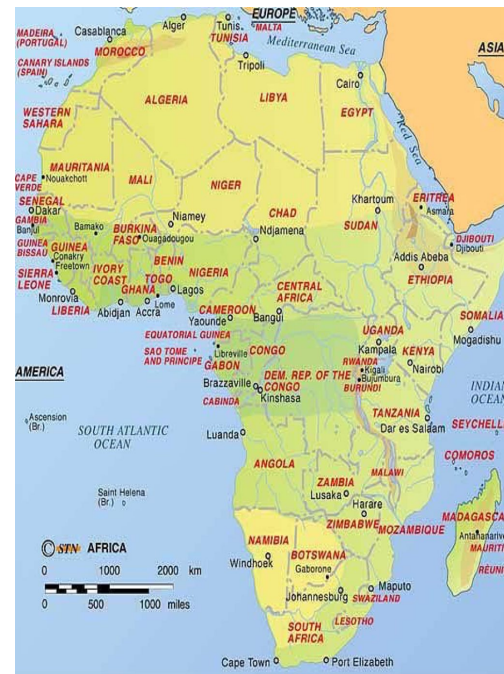 EUROPE
ASIA
MADEIRA
(PORTUGAL)
Casablanca
Alger
Tunis
MALTA
TUNISIA
Mediterranean Sea
MOROCCO
Tripoli
CANARY ISLANDS
(SPAIN)
Cairo
ALGERIA
LIBYA
EGYPT
WESTERN
SAHARA
Red Sea
MAURITANIA
Nouakchott
MALI
NIGER
CHAD
CAPE
VERDE
SENEGAL
Dakar
GAMBIA
Banjul
Bamako
BURKINA
FASO
Ouagadougou
Niamey
Ndjamena
Khartoum
SUDAN
ERITREA
Asmara
DJIBOUTI
Djibouti
GUINEA
BISSAU
GUINEA
Conakry
Freetown
SIERRA
LEONE
IVORY
COAST
BENIN
TOGO
GHANA
NIGERIA
Lagos
Addis Abeba
ETHIOPIA
Monrovia
LIBERIA
Abidjan
Accra
Lome
CENTRAL
AFRICA
CAMEROON
Yaounde
Bangui
SOMALIA
Mogadishu
EQUATORIAL GUINEA
SAO TOME
AND PRINCIPE
Libreville
GABON
CONGO
UGANDA
Kampala
KENYA
Nairobi
DEM. REP. OF THE
CONGO
RWANDA
Kigali
Bujumbura
BURUNDI
AMERICA
Brazzaville
Kinshasa
CABINDA
TANZANIA
Dar es Salaam
INDIAN
OCEAN
SEYCHELL
Ascension
(Br.)
SOUTH ATLANTIC
OCEAN
Luanda
ANGOLA
ZAMBIA
Lusaka
MALAWI
COMOROS
Saint Helena
(Br.)
Harare
ZIMBABWE
MOZAMBIQUE
MADAGASCA
Antananarivo
MAURITI
RÉUNI
© STN AFRICA
0 1000 2000 km
0 500 1000 miles
NAMIBIA
Windhoek
BOTSWANA
Gaborone
Johannesburg
Maputo
SWAZILAND
LESOTHO
SOUTH
AFRICA
Cape Town
Port Elizabeth